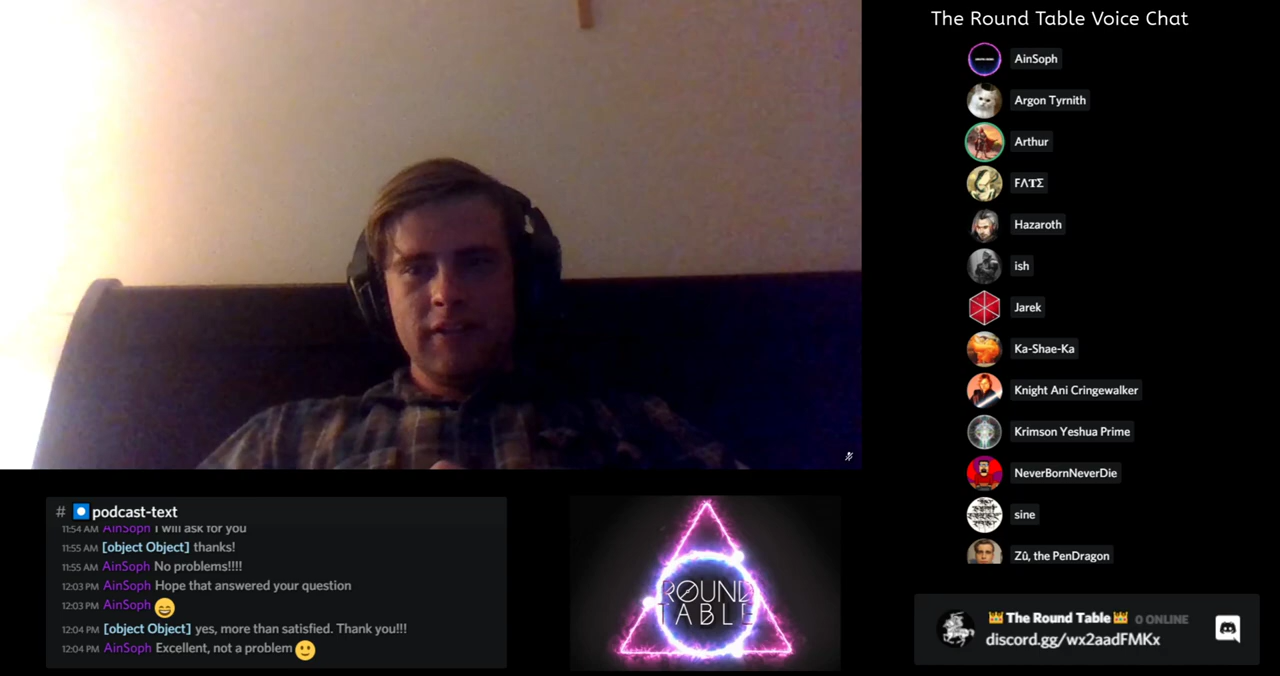 The Round Table Voice Chat
AinSoph
Argon Tyrnith
Arthur
FΛTΣ
Hazaroth
ish
Jarek
Ka-Shae-Ka
Knight Ani Cringewalker
Krimson Yeshua Prime
NeverBornNeverDie
sine
Zû, the PenDragon
# podcast-text
11:54 AM AinSoph I will ask for you
11:55 AM [object Object] thanks!
11:55 AM AinSoph No problems!!!!
12:03 PM AinSoph Hope that answered your question
12:03 PM AinSoph 😄
12:04 PM [object Object] yes, more than satisfied. Thank you!!!
12:04 PM AinSoph Excellent, not a problem 🙂
ROUND
TABLE
👑 The Round Table 👑 0 ONLINE
discord.gg/wx2aadFMKx